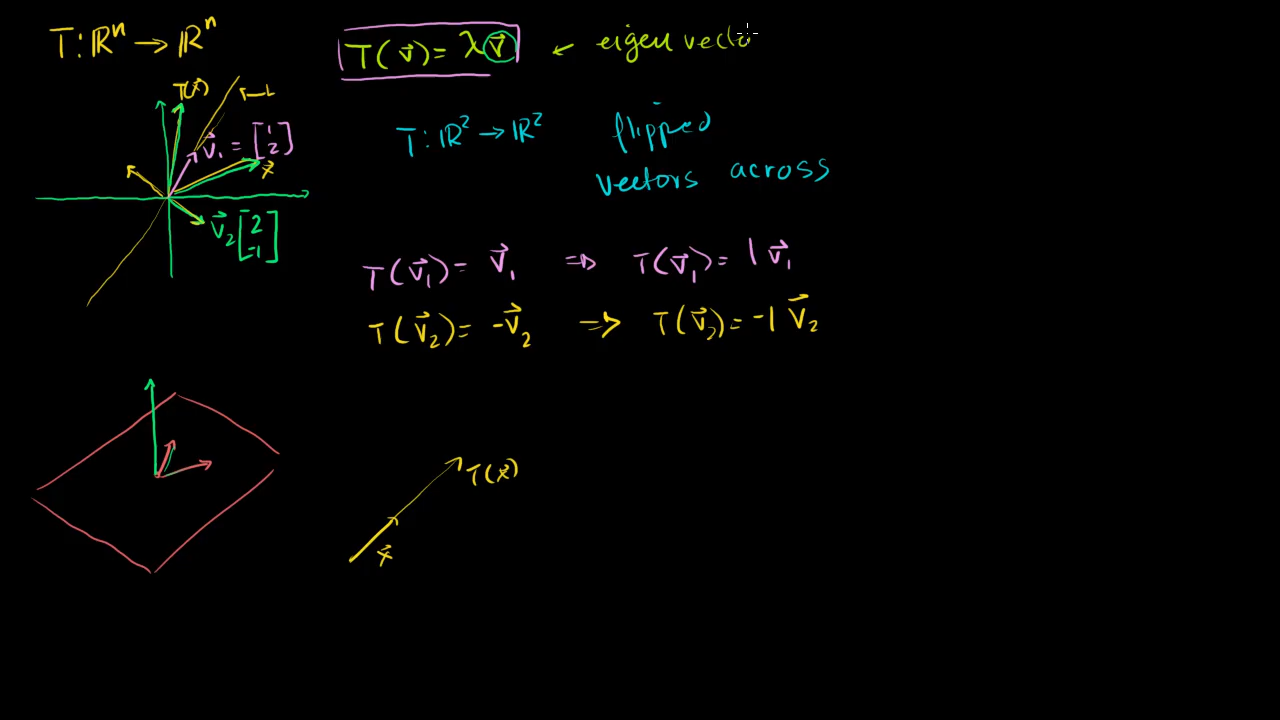 T: ℝⁿ → ℝⁿ
T(v⃗) = λv⃗ ← eigen vecto
T(x⃗)
← L
v⃗₁ = [1 2]
x⃗
v⃗₂ [2 -1]
T: ℝ² → ℝ² flipped
vectors across
T(v⃗₁) = v⃗₁ => T(v⃗₁) = 1 v⃗₁
T(v⃗₂) = -v⃗₂ => T(v⃗₂) = -1 v⃗₂
T(x⃗)
x⃗